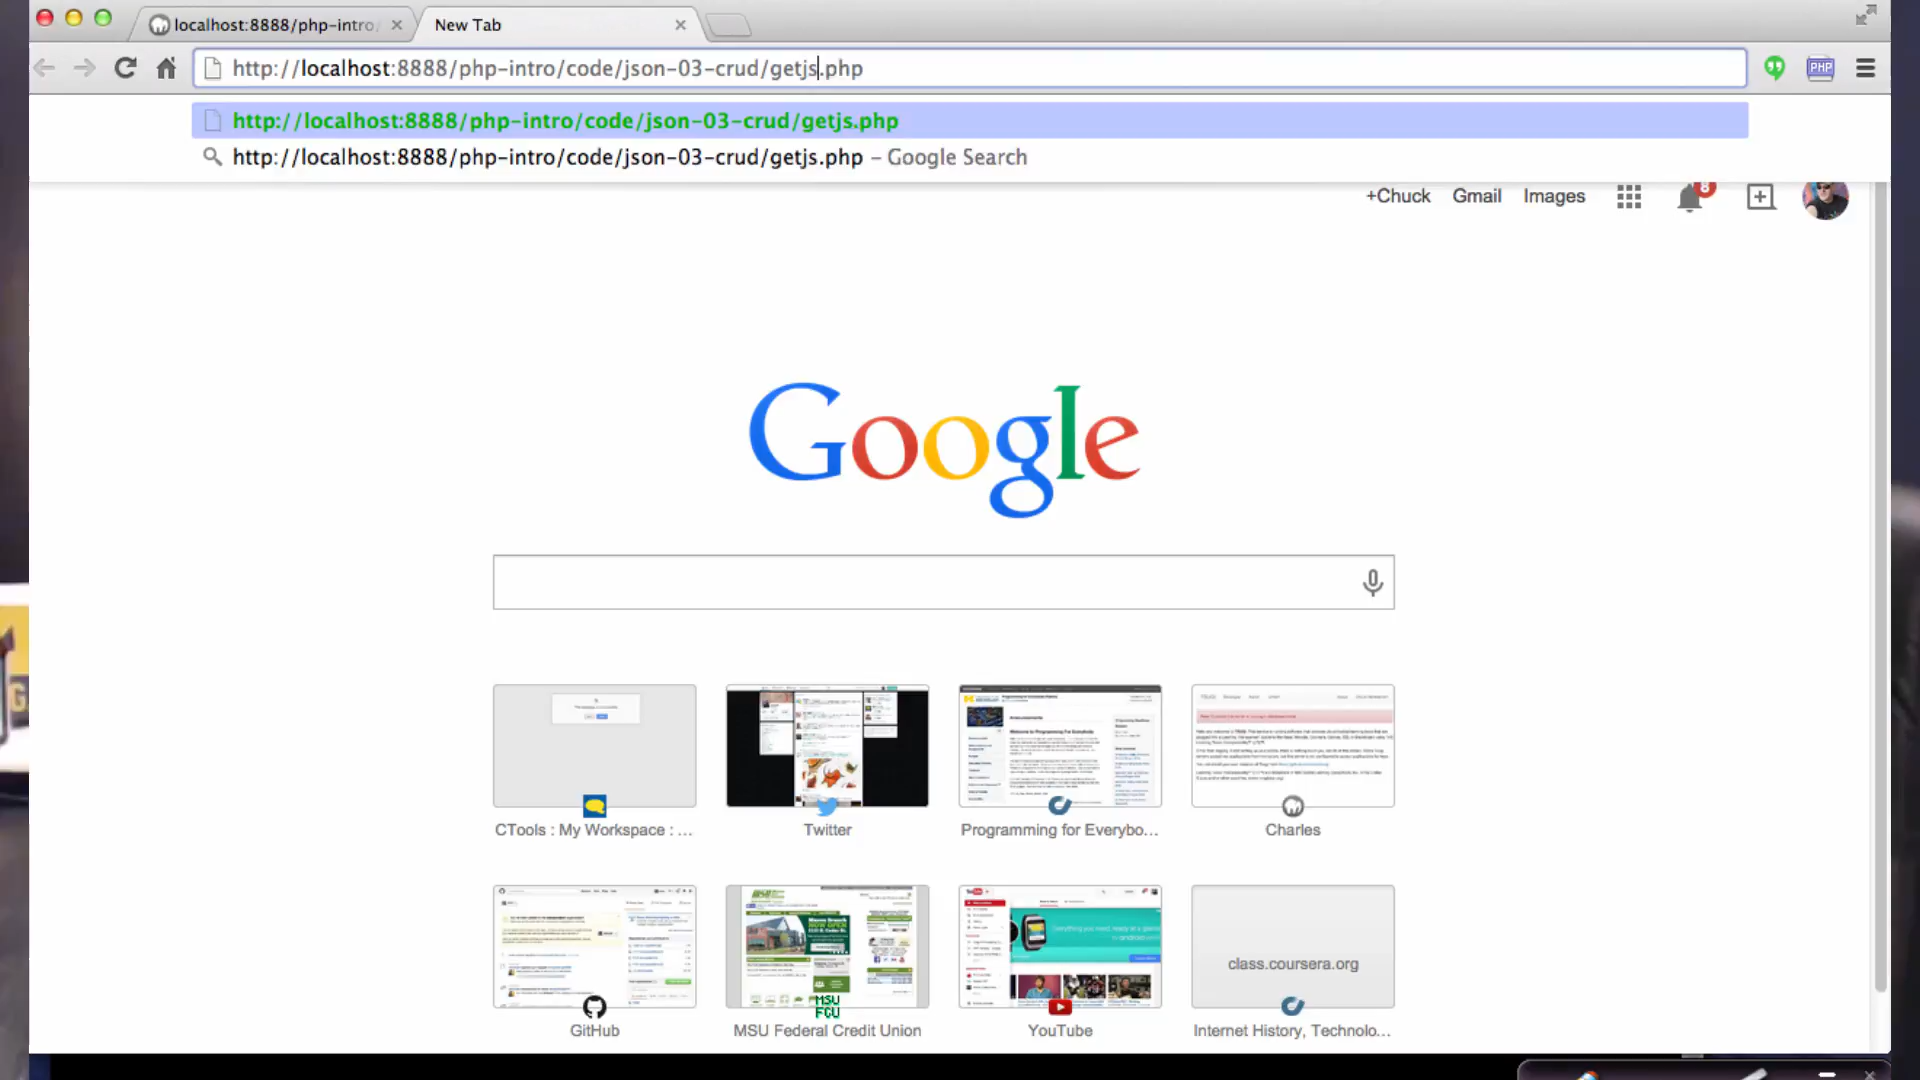 localhost:8888/php-intro/
New Tab
http://localhost:8888/php-intro/code/json-03-crud/getjs.php
PHP
http://localhost:8888/php-intro/code/json-03-crud/getjs.php
http://localhost:8888/php-intro/code/json-03-crud/getjs.php – Google Search
+Chuck Gmail Images
8
Google
CTools : My Workspace : ...
Twitter
Programming for Everybo...
Charles
class.coursera.org
MSU
FCU
GitHub
MSU Federal Credit Union
YouTube
Internet History, Technolo...